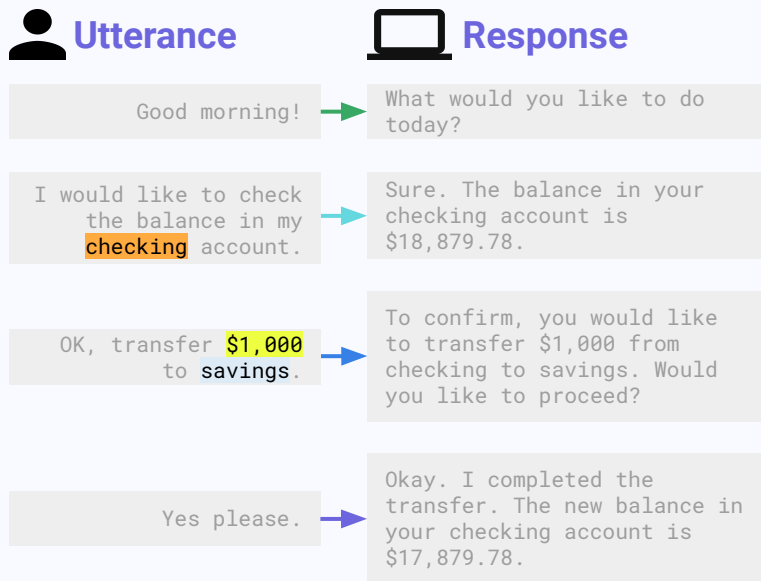 Utterance
Response
Good morning!
What would you like to do
today?
I would like to check
the balance in my
checking account.
Sure. The balance in your
checking account is
$18,879.78.
OK, transfer $1,000
to savings.
To confirm, you would like
to transfer $1,000 from
checking to savings. Would
you like to proceed?
Yes please.
Okay. I completed the
transfer. The new balance in
your checking account is
$17,879.78.